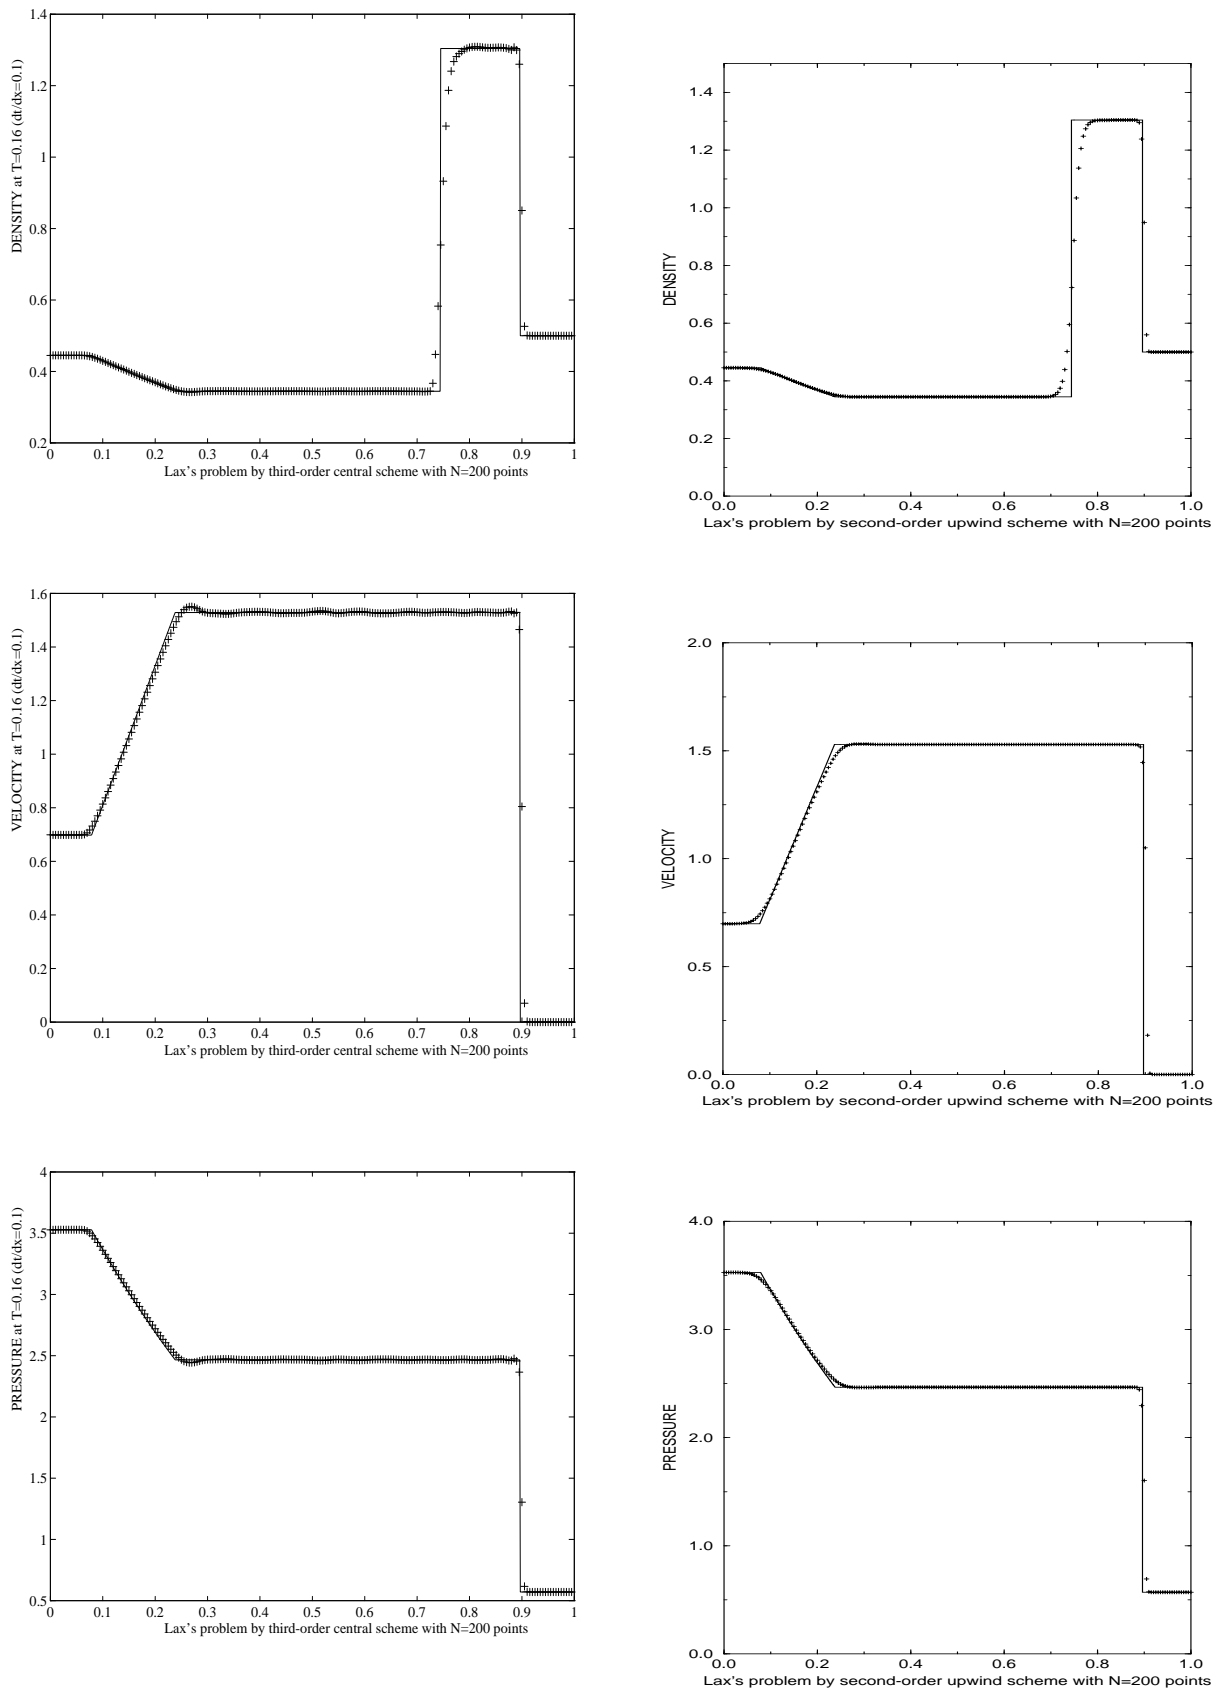 1.4
1.2
1
0.8
0.6
0.4
0.2
DENSITY at T=0.16 (dt/dx=0.1)
0 0.1 0.2 0.3 0.4 0.5 0.6 0.7 0.8 0.9 1
Lax's problem by third-order central scheme with N=200 points
1.4
1.2
1.0
0.8
0.6
0.4
0.2
0.0
DENSITY
0.0 0.2 0.4 0.6 0.8 1.0
Lax's problem by second-order upwind scheme with N=200 points
1.6
1.4
1.2
1
0.8
0.6
0.4
0.2
0
VELOCITY at T=0.16 (dt/dx=0.1)
0 0.1 0.2 0.3 0.4 0.5 0.6 0.7 0.8 0.9 1
Lax's problem by third-order central scheme with N=200 points
2.0
1.5
1.0
0.5
0.0
VELOCITY
0.0 0.2 0.4 0.6 0.8 1.0
Lax's problem by second-order upwind scheme with N=200 points
4
3.5
3
2.5
2
1.5
1
0.5
PRESSURE at T=0.16 (dt/dx=0.1)
0 0.1 0.2 0.3 0.4 0.5 0.6 0.7 0.8 0.9 1
Lax's problem by third-order central scheme with N=200 points
4.0
3.0
2.0
1.0
0.0
PRESSURE
0.0 0.2 0.4 0.6 0.8 1.0
Lax's problem by second-order upwind scheme with N=200 points